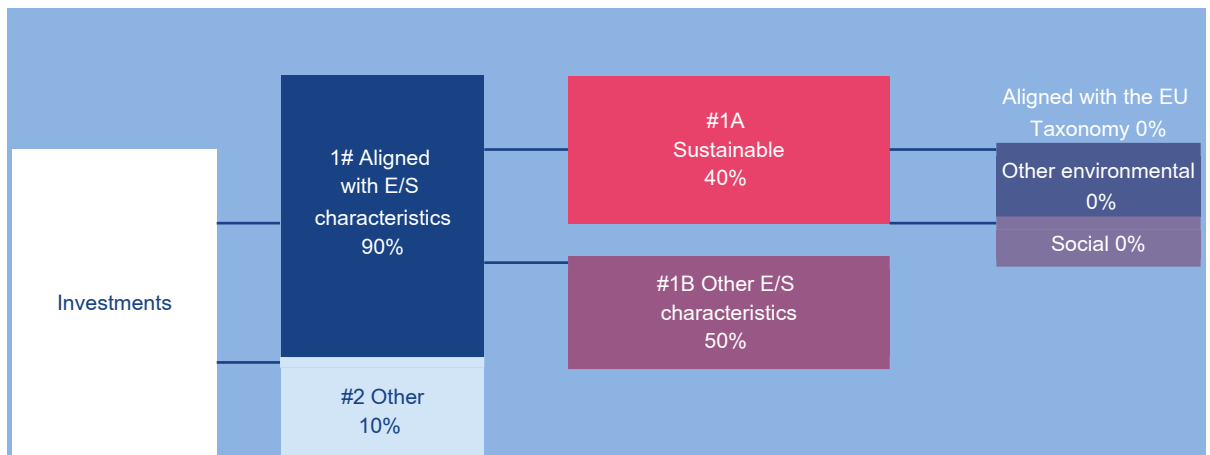 Investments
1# Aligned
with E/S
characteristics
90%
#2 Other
10%
#1A
Sustainable
40%
#1B Other E/S
characteristics
50%
Aligned with the EU
Taxonomy 0%
Other environmental
0%
Social 0%